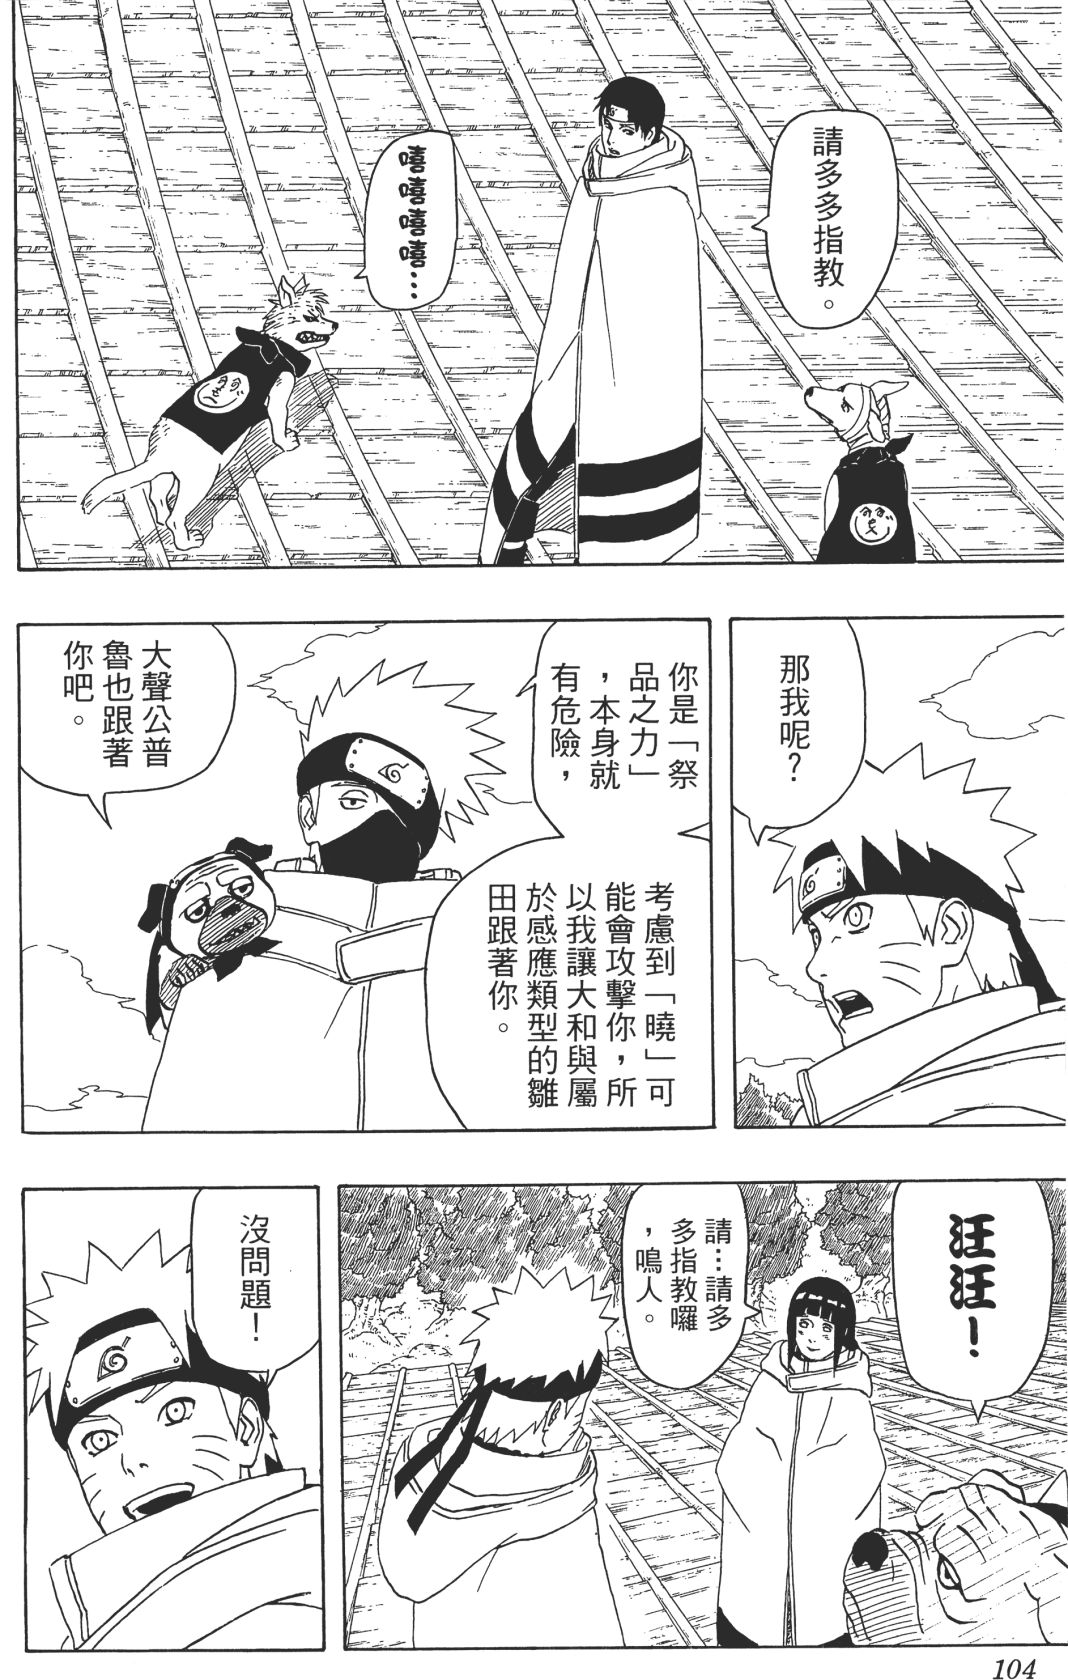 請多多指教。
嘻嘻嘻嘻…
那我呢?
你是「祭
品之力」
，本身就
有危險，
考慮到「曉」可
能會攻擊你，所
以我讓大和與屬
於感應類型的雛
田跟著你。
大聲公普
魯也跟著
你吧。
汪汪！
請…請多
多指教囉
，鳴人。
沒問題！
104